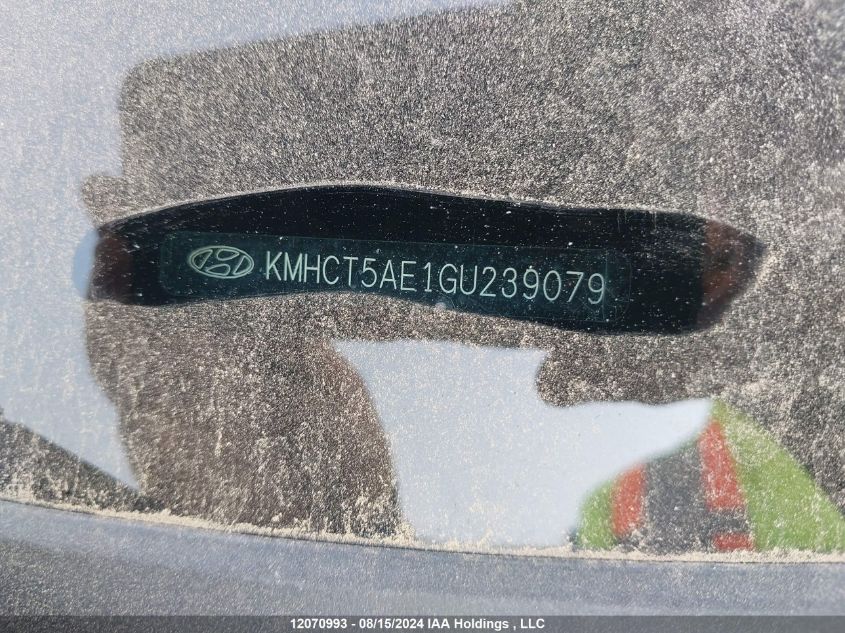 KMHCT5AE1GU239079
12070993 - 08/15/2024 IAA Holdings , LLC